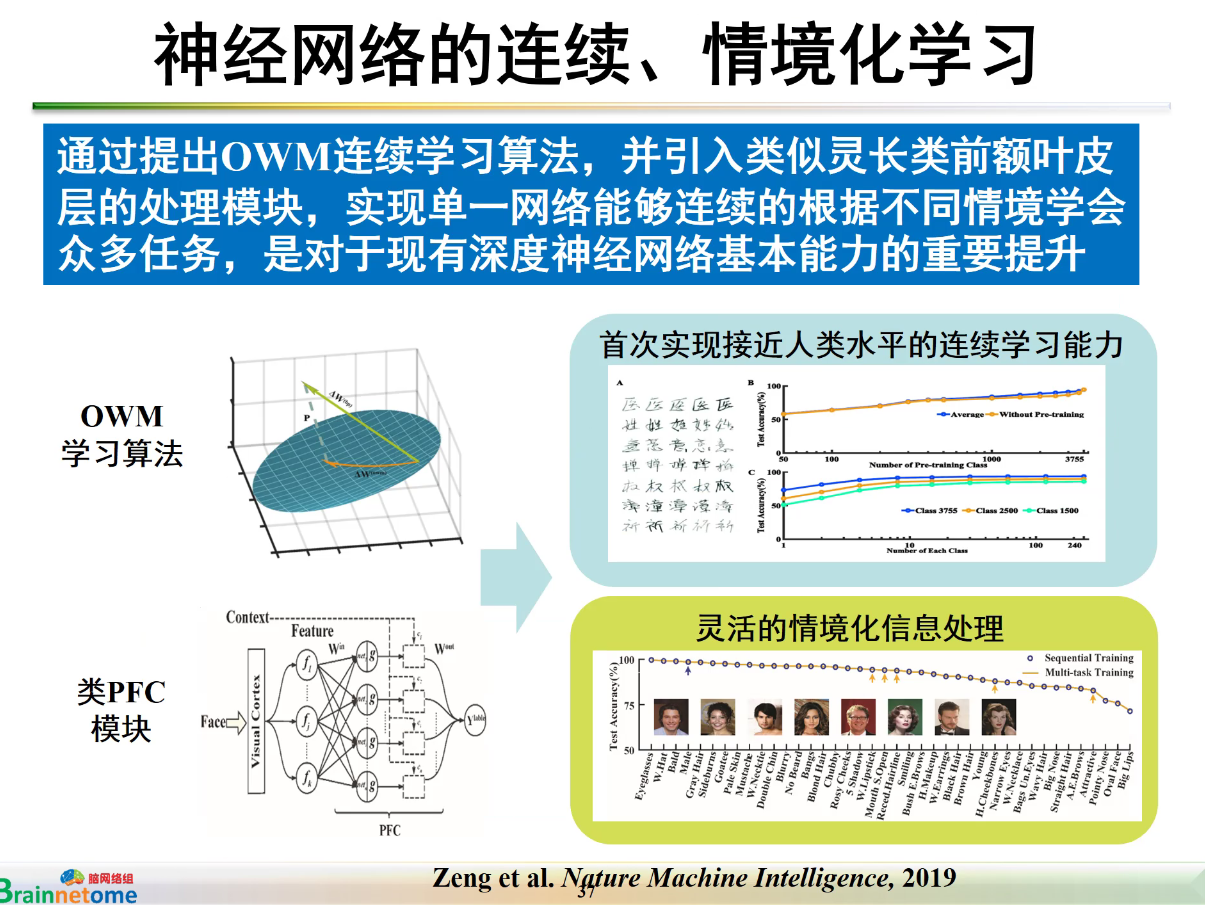 神经网络的连续、情境化学习
通过提出OWM连续学习算法，并引入类似灵长类前额叶皮
层的处理模块，实现单一网络能够连续的根据不同情境学会
众多任务，是对于现有深度神经网络基本能力的重要提升
OWM
学习算法
P
类PFC
模块
Context
Feature
Face
Visual Cortex
PFC
首次实现接近人类水平的连续学习能力
A
B
Test Accuracy(%)
100
50
0
Average
Without Pre-training
50
100
1000
3755
Number of Pre-training Class
C
Test Accuracy(%)
100
50
0
Class 3755
Class 2500
Class 1500
1
10
100
240
Number of Each Class
灵活的情境化信息处理
Test Accuracy(%)
100
75
50
Sequential Training
Multi-task Training
Eyeglasses
W.Hat
Bald
Male
Gray Hair
Sideburns
Goatee
Pale Skin
Mustache
W.Necktie
Double Chin
Blurry
No Beard
Bangs
Blond Hair
Chubby
Rosy Cheeks
5 Shadow
W.Lipstick
Mouth S.Open
Reced.Hairline
Smiling
Bush E.Brows
H.Makeup
W.Earrings
Black Hair
Brown Hair
Young
H.Cheekbones
Narrow Eyes
W.Necklace
Bags Un.Eyes
Wavy Hair
Big Nose
Straight Hair
A.E.Brows
Attractive
Pointy Nose
Oval Face
Big Lips
脑网络组
Brainnetome
Zeng et al. Nature Machine Intelligence, 2019
37